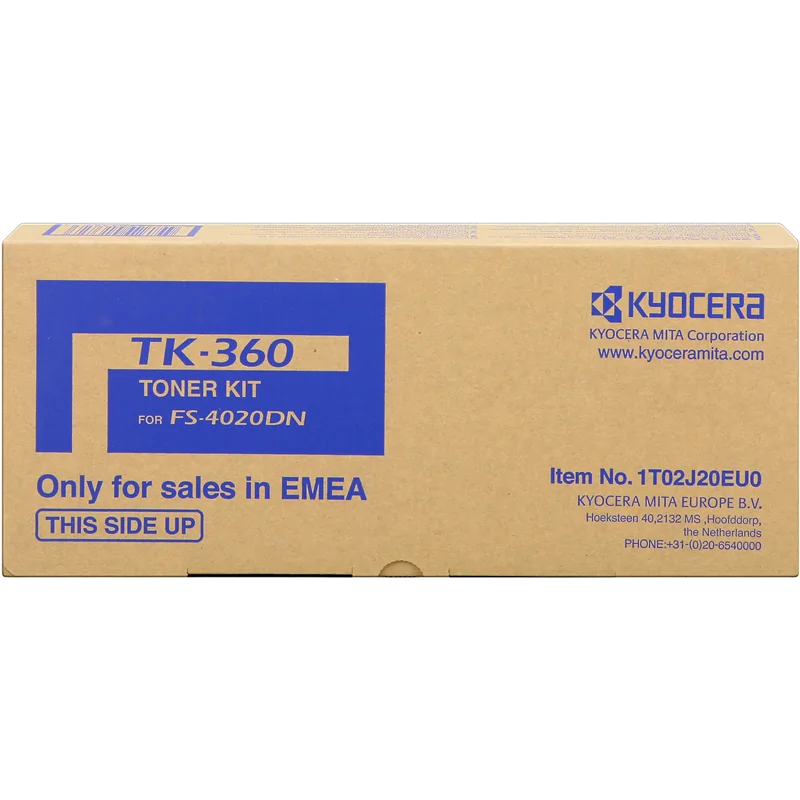 TK-360
TONER KIT
FOR FS-4020DN
Only for sales in EMEA
THIS SIDE UP
KYOCERA
KYOCERA MITA Corporation
www.kyoceramita.com
Item No. 1T02J20EU0
KYOCERA MITA EUROPE B.V.
Hoeksteen 40,2132 MS ,Hoofddorp,
the Netherlands
PHONE:+31-(0)20-6540000